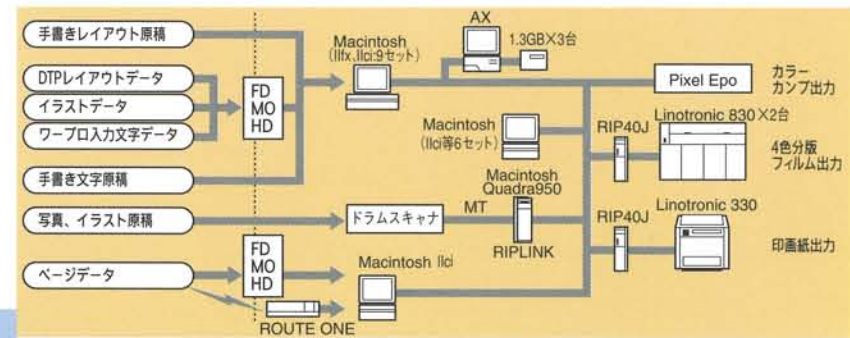 手書きレイアウト原稿
DTPレイアウトデータ
イラストデータ
ワープロ入力文字データ
手書き文字原稿
写真、イラスト原稿
ページデータ
FD
MO
HD
FD
MO
HD
ROUTE ONE
Macintosh
(IIfx、IIci:9セット)
AX
1.3GB×3台
Macintosh
(IIci等6セット)
ドラムスキャナ
MT
Macintosh
Quadra950
RIPLINK
Macintosh IIci
Pixel Epo
カラー
カンプ出力
RIP40J
Linotronic 830×2台
4色分版
フィルム出力
RIP40J
Linotronic 330
印画紙出力